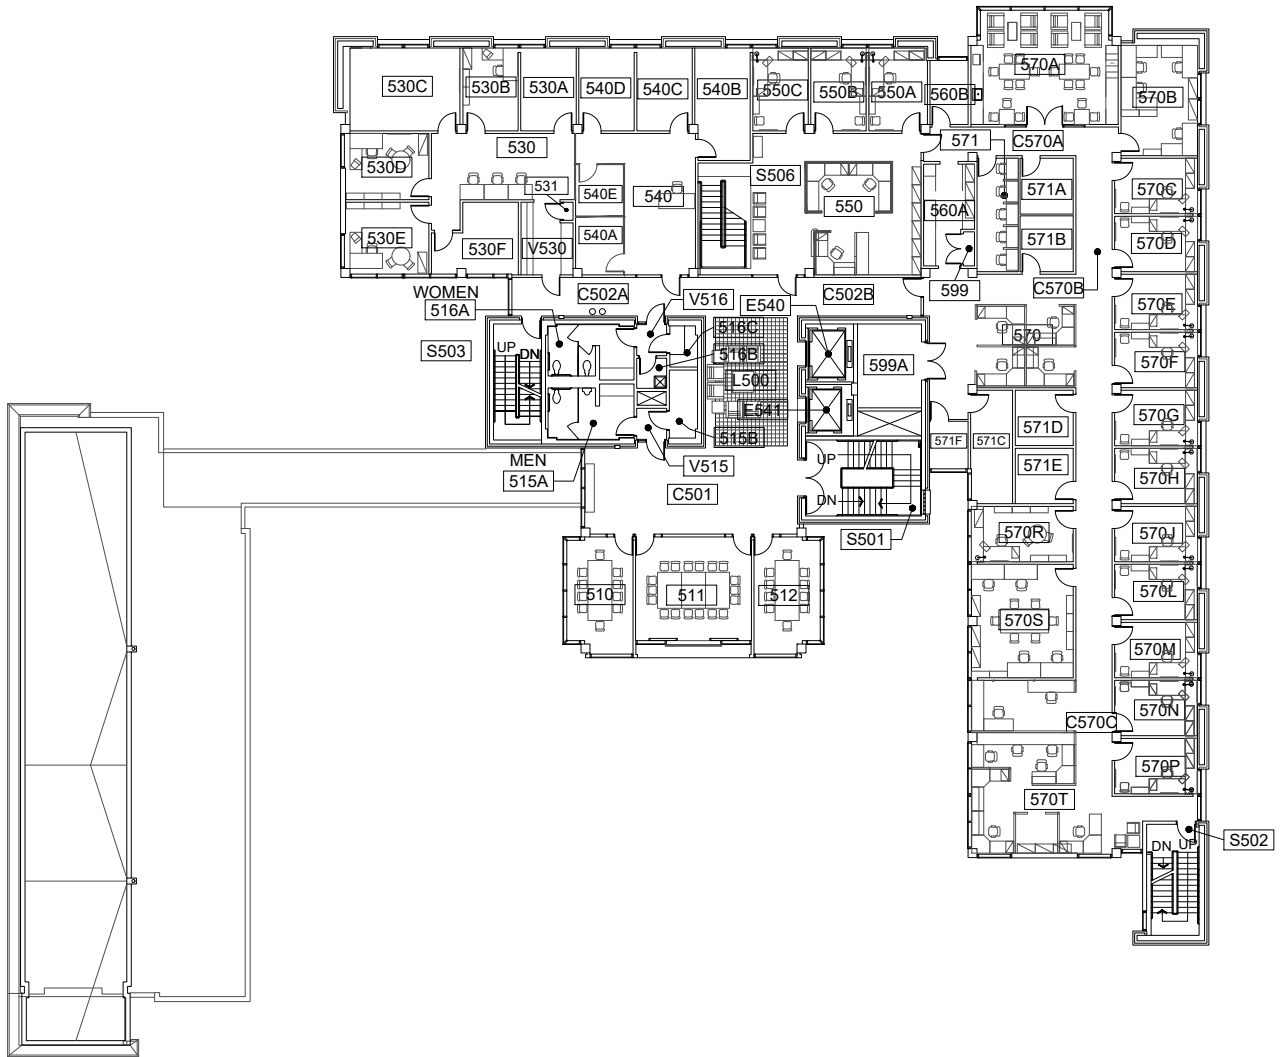 570A
530C
530B
530A
540D
540C
540B
550C
550B
550A
560B
570B
571
C570A
530
530D
531
540E
540
S506
550
560A
571A
570C
540A
530E
530F
V530
571B
570D
599
C570B
WOMEN
516A
C502A
V516
E540
C502B
570E
S503
UP
DN
516C
516B
L500
599A
570
570F
E541
515B
571F
571C
571D
570G
MEN
515A
V515
UP
571E
570H
C501
DN
S501
570R
570J
510
511
512
570S
570L
570M
570N
C570C
570P
570T
S502
DN
UP